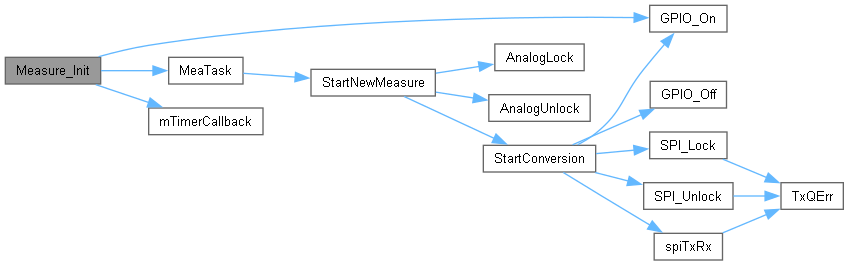 Measure_Init
MeaTask
mTimerCallback
StartNewMeasure
AnalogLock
AnalogUnlock
StartConversion
GPIO_On
GPIO_Off
SPI_Lock
SPI_Unlock
spiTxRx
TxQErr